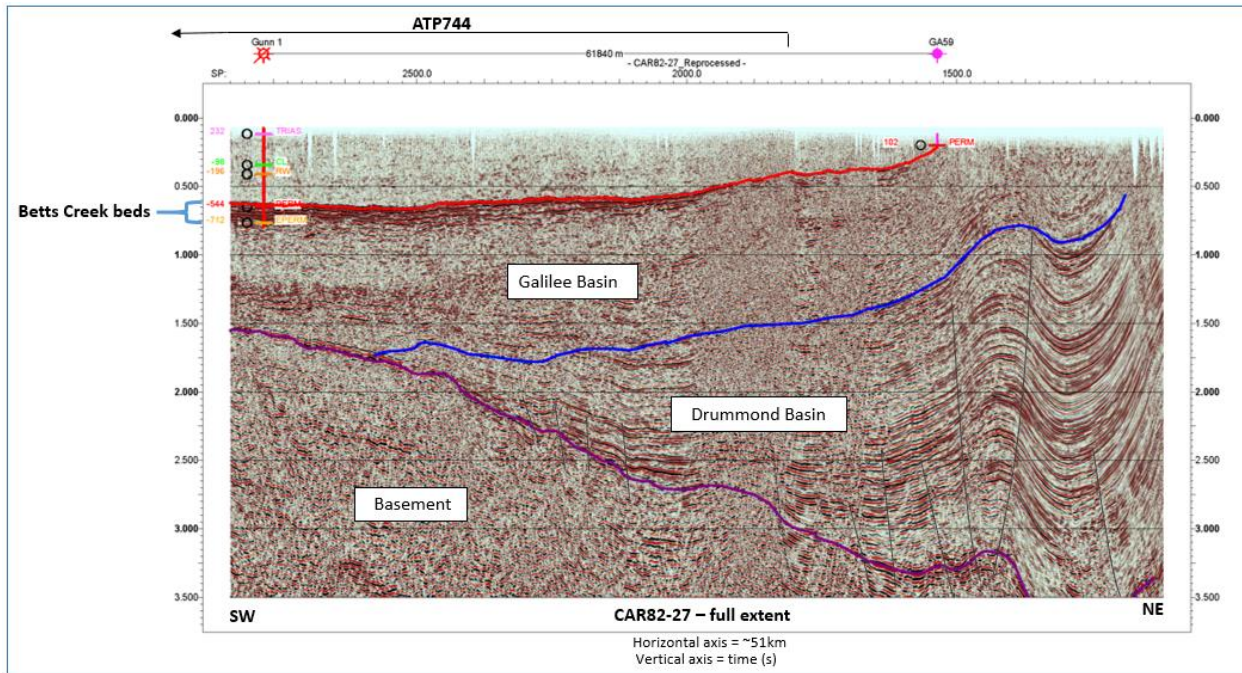 ATP744
Gunn 1
GA59
61840 m
- CAR82-27_Reprocessed -
SP: 2500.0 2000.0 1500.0
0.000 0.000
232 TRIAS
102 PERM
-98 CL
-196 RW
0.500 0.500
Betts Creek beds
-544 PERM
-712 EPERM
1.000 1.000
Galilee Basin
1.500 1.500
2.000 2.000
Drummond Basin
2.500 2.500
Basement
3.000 3.000
3.500 3.500
SW CAR82-27 – full extent NE
Horizontal axis = ~51km
Vertical axis = time (s)